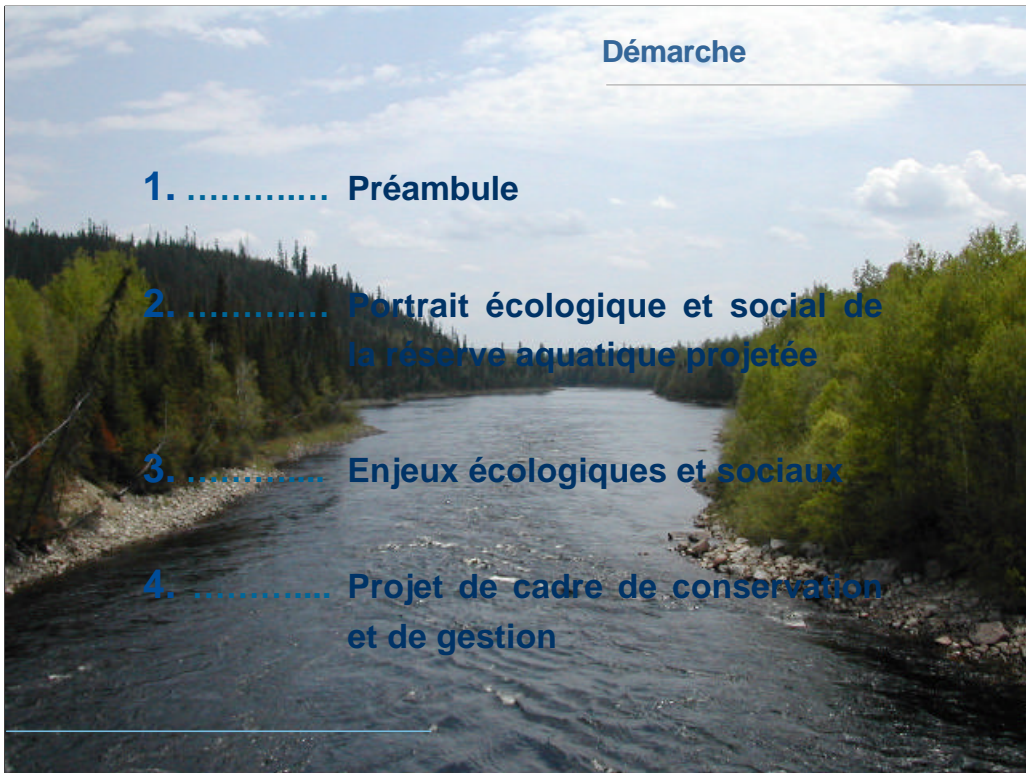 Démarche
1. ………….. Préambule
2. ………….. Portrait écologique et social de
la réserve aquatique projetée
3. ………….. Enjeux écologiques et sociaux
4. ………….. Projet de cadre de conservation
et de gestion